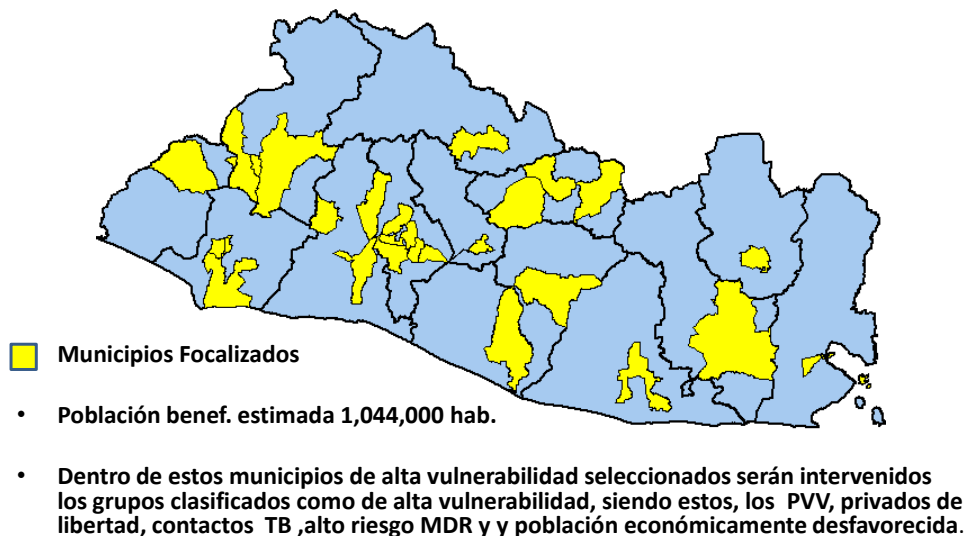 Municipios Focalizados
• Población benef. estimada 1,044,000 hab.
• Dentro de estos municipios de alta vulnerabilidad seleccionados serán intervenidos
los grupos clasificados como de alta vulnerabilidad, siendo estos, los PVV, privados de
libertad, contactos TB ,alto riesgo MDR y y población económicamente desfavorecida.